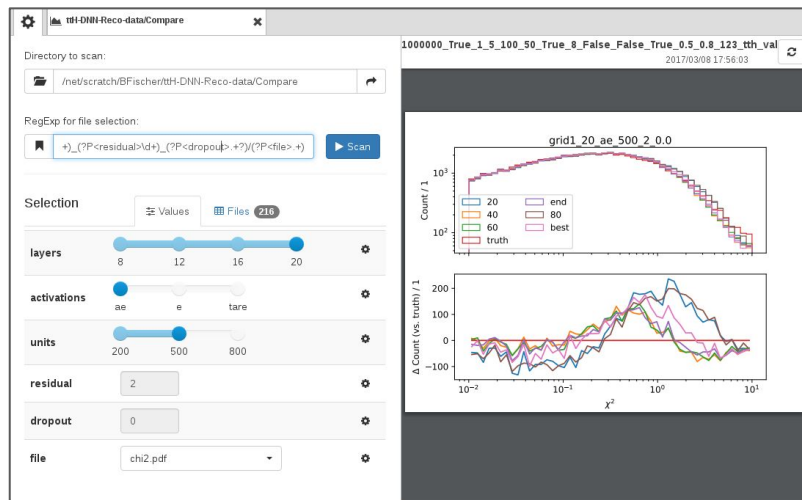 ttH-DNN-Reco-data/Compare
Directory to scan:
/net/scratch/BFischer/ttH-DNN-Reco-data/Compare
RegExp for file selection:
+)_(?P<residual>\d+)_(?P<dropout>.+?)/(?P<file>.+)
Scan
Selection
Values
Files 216
layers
8 12 16 20
activations
ae e tare
units
200 500 800
residual
2
dropout
0
file
chi2.pdf
1000000_True_1_5_100_50_True_8_False_False_True_0.5_0.8_123_tth_val
2017/03/08 17:56:03
grid1_20_ae_500_2_0.0
Count / 1
10³
10²
20
40
60
truth
end
80
best
Δ Count (vs. truth) / 1
200
100
0
−100
10⁻² 10⁻¹ 10⁰ 10¹
χ²